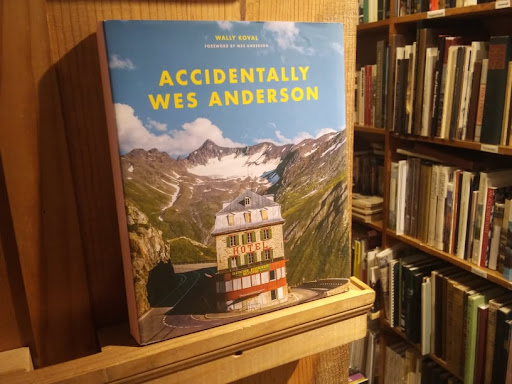 WALLY KOVAL
FOREWORD BY WES ANDERSON
ACCIDENTALLY
WES ANDERSON
HOTEL